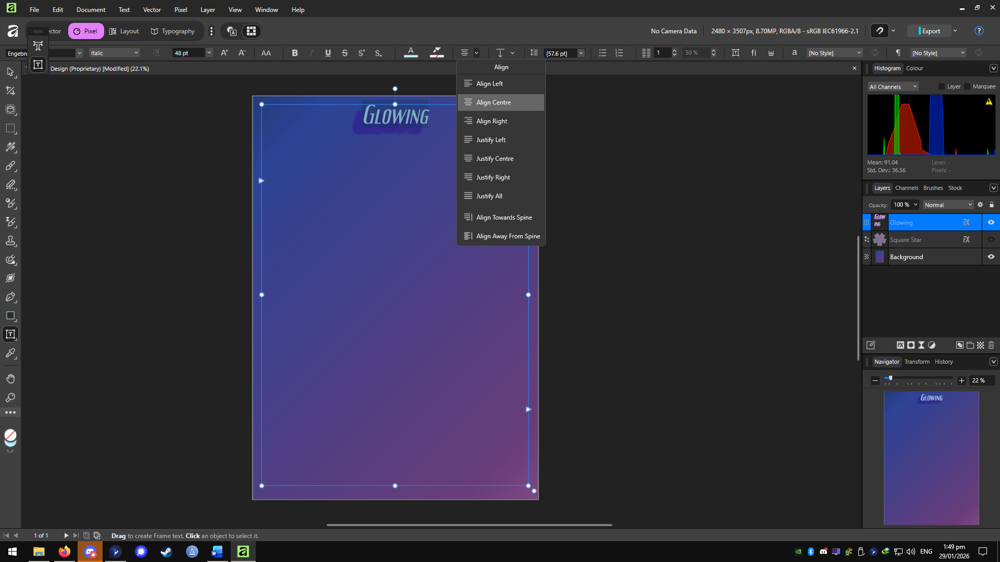 File Edit Document Text Vector Pixel Layer View Window Help
ector Pixel Layout Typography No Camera Data 2480 × 3507px, 8.70MP, RGBA/8 - sRGB IEC61966-2.1 Export
Engebre Italic 48 pt AA B I U S S S. A [57.6 pt] 1 50 % fi a [No Style] ¶ [No Style]
Design (Proprietary) [Modified] (22.1%)
Align
Align Left
Align Centre
Align Right
Justify Left
Justify Centre
Justify Right
Justify All
Align Towards Spine
Align Away From Spine
Glowing
Histogram Colour
All Channels Layer Marquee
Mean: 91.04 Level: -
Std. Dev.: 36.56 Pixels: -
Layers Channels Brushes Stock
Opacity: 100 % Normal
Glow
ing
Glowing FX
Square Star FX
Background
Navigator Transform History
22 %
Glowing
1 of 1 Drag to create Frame text. Click an object to select it.
ENG
1:49 pm
29/01/2026